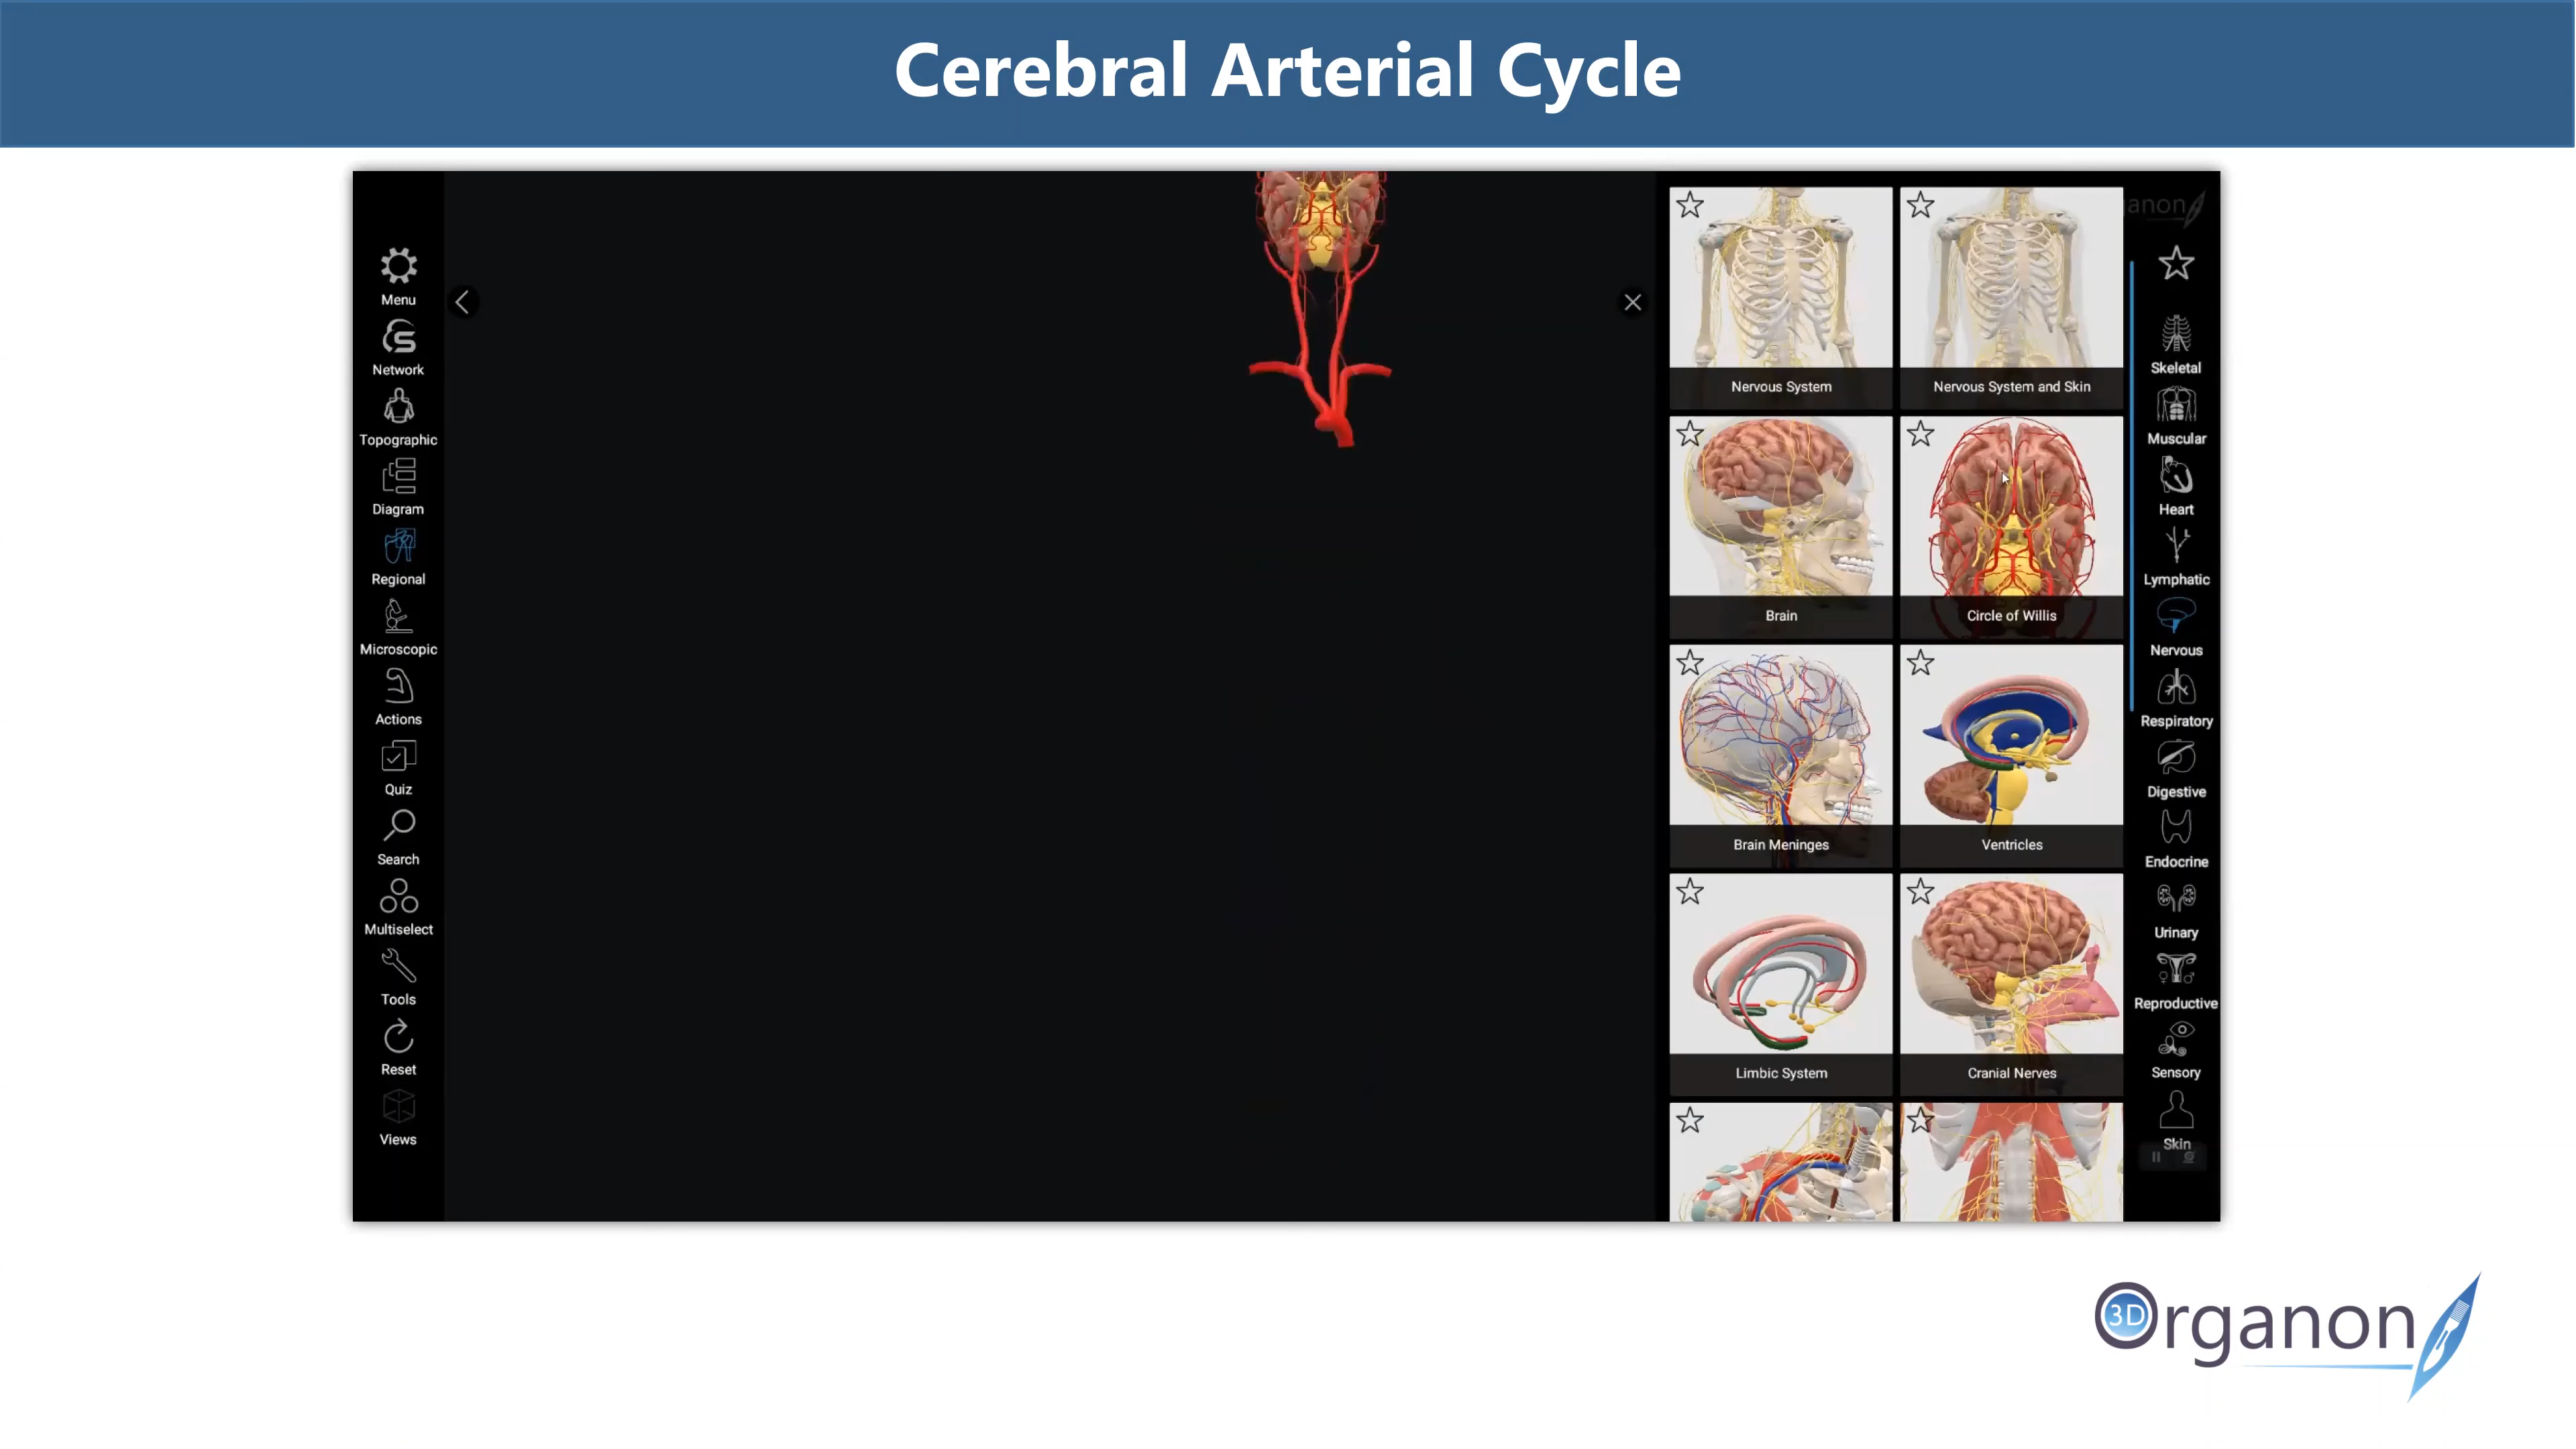 Cerebral Arterial Cycle
Menu
Network
Topographic
Diagram
Regional
Microscopic
Actions
Quiz
Search
Multiselect
Tools
Reset
Views
Nervous System
Nervous System and Skin
Brain
Circle of Willis
Brain Meninges
Ventricles
Limbic System
Cranial Nerves
anon
Skeletal
Muscular
Heart
Lymphatic
Nervous
Respiratory
Digestive
Endocrine
Urinary
Reproductive
Sensory
Skin
3D Organon